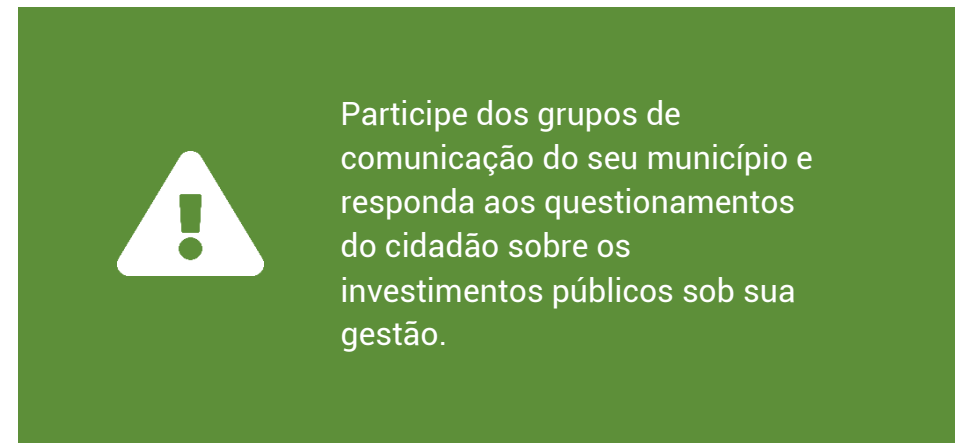 Participe dos grupos de
comunicação do seu município e
responda aos questionamentos
do cidadão sobre os
investimentos públicos sob sua
gestão.